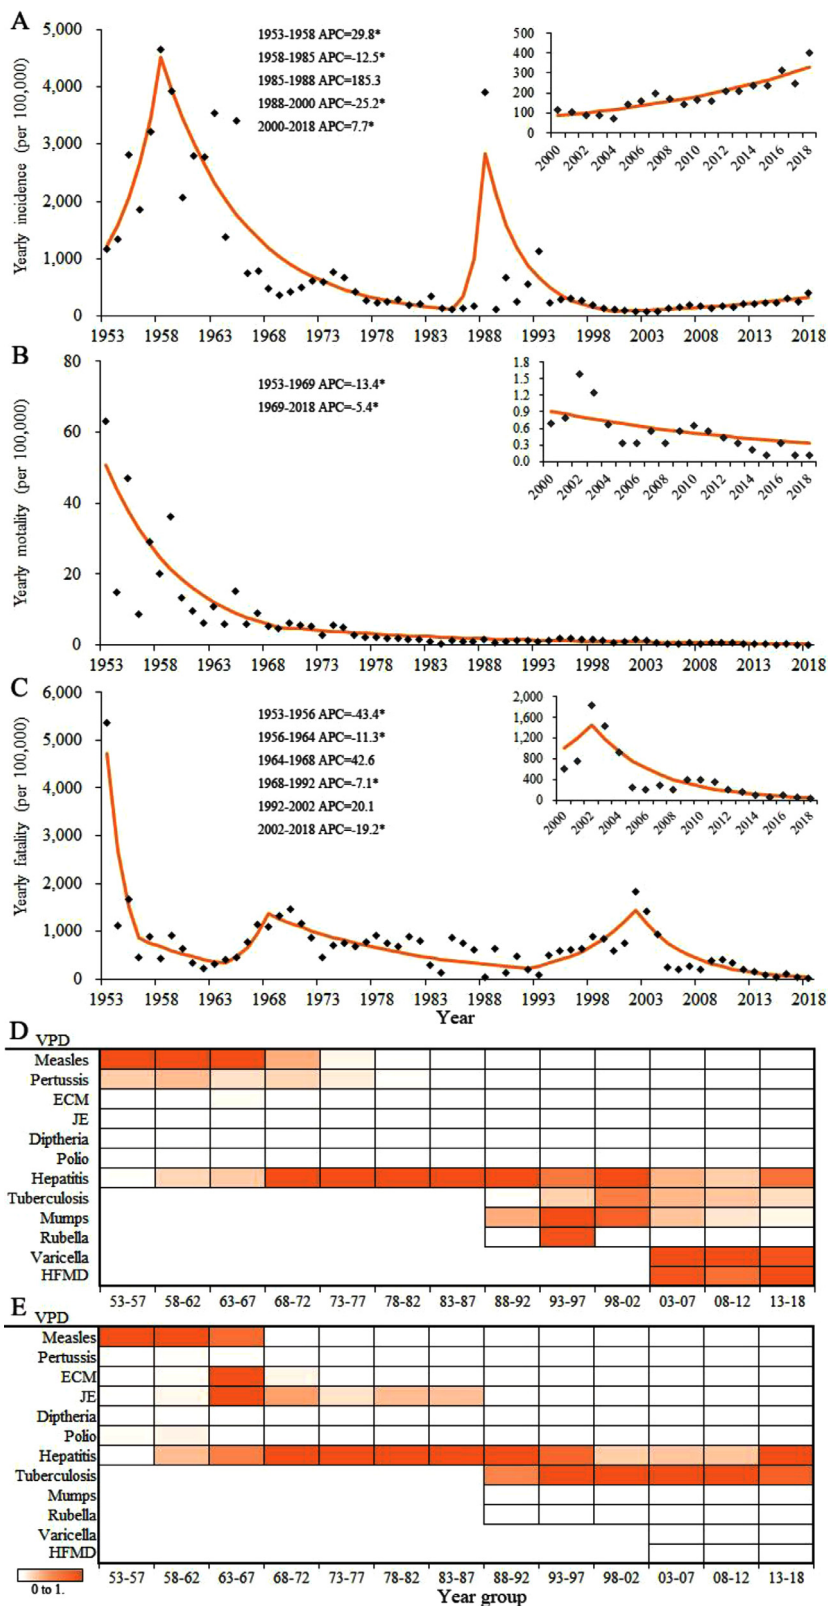 A
Yearly incidence (per 100,000)
5,000
4,000
3,000
2,000
1,000
0
1953-1958 APC=29.8*
1958-1985 APC=-12.5*
1985-1988 APC=185.3
1988-2000 APC=-25.2*
2000-2018 APC=7.7*
500
400
300
200
100
0
2000 2002 2004 2006 2008 2010 2012 2014 2016 2018
1953 1958 1963 1968 1973 1978 1983 1988 1993 1998 2003 2008 2013 2018
B
Yearly motality (per 100,000)
80
60
40
20
0
1953-1969 APC=-13.4*
1969-2018 APC=-5.4*
1.8
1.5
1.2
0.9
0.6
0.3
0.0
2000 2002 2004 2006 2008 2010 2012 2014 2016 2018
1953 1958 1963 1968 1973 1978 1983 1988 1993 1998 2003 2008 2013 2018
C
Yearly fatality (per 100,000)
6,000
5,000
4,000
3,000
2,000
1,000
0
1953-1956 APC=-43.4*
1956-1964 APC=-11.3*
1964-1968 APC=42.6
1968-1992 APC=-7.1*
1992-2002 APC=20.1
2002-2018 APC=-19.2*
2,000
1,600
1,200
800
400
0
2000 2002 2004 2006 2008 2010 2012 2014 2016 2018
1953 1958 1963 1968 1973 1978 1983 1988 1993 1998 2003 2008 2013 2018
Year
D
VPD
Measles
Pertussis
ECM
JE
Diptheria
Polio
Hepatitis
Tuberculosis
Mumps
Rubella
Varicella
HFMD
53-57 58-62 63-67 68-72 73-77 78-82 83-87 88-92 93-97 98-02 03-07 08-12 13-18
E
VPD
Measles
Pertussis
ECM
JE
Diptheria
Polio
Hepatitis
Tuberculosis
Mumps
Rubella
Varicella
HFMD
53-57 58-62 63-67 68-72 73-77 78-82 83-87 88-92 93-97 98-02 03-07 08-12 13-18
0 to 1.
Year group